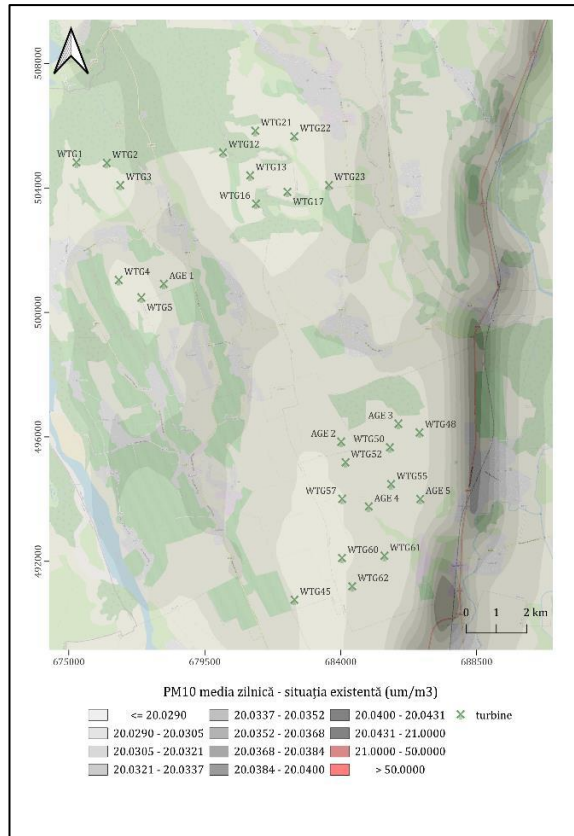 508000
WTG21
WTG22
WTG12
WTG1
WTG2
WTG13
WTG3
WTG23
504000
WTG16
WTG17
WTG4
AGE 1
WTG5
500000
AGE 3
WTG48
496000
AGE 2
WTG50
WTG52
WTG55
WTG57
AGE 4
AGE 5
WTG60
WTG61
492000
WTG62
WTG45
0 1 2 km
675000 679500 684000 688500
PM10 media zilnică - situația existentă (um/m3)
<= 20.0290 20.0337 - 20.0352 20.0400 - 20.0431 turbine
20.0290 - 20.0305 20.0352 - 20.0368 20.0431 - 21.0000
20.0305 - 20.0321 20.0368 - 20.0384 21.0000 - 50.0000
20.0321 - 20.0337 20.0384 - 20.0400 > 50.0000